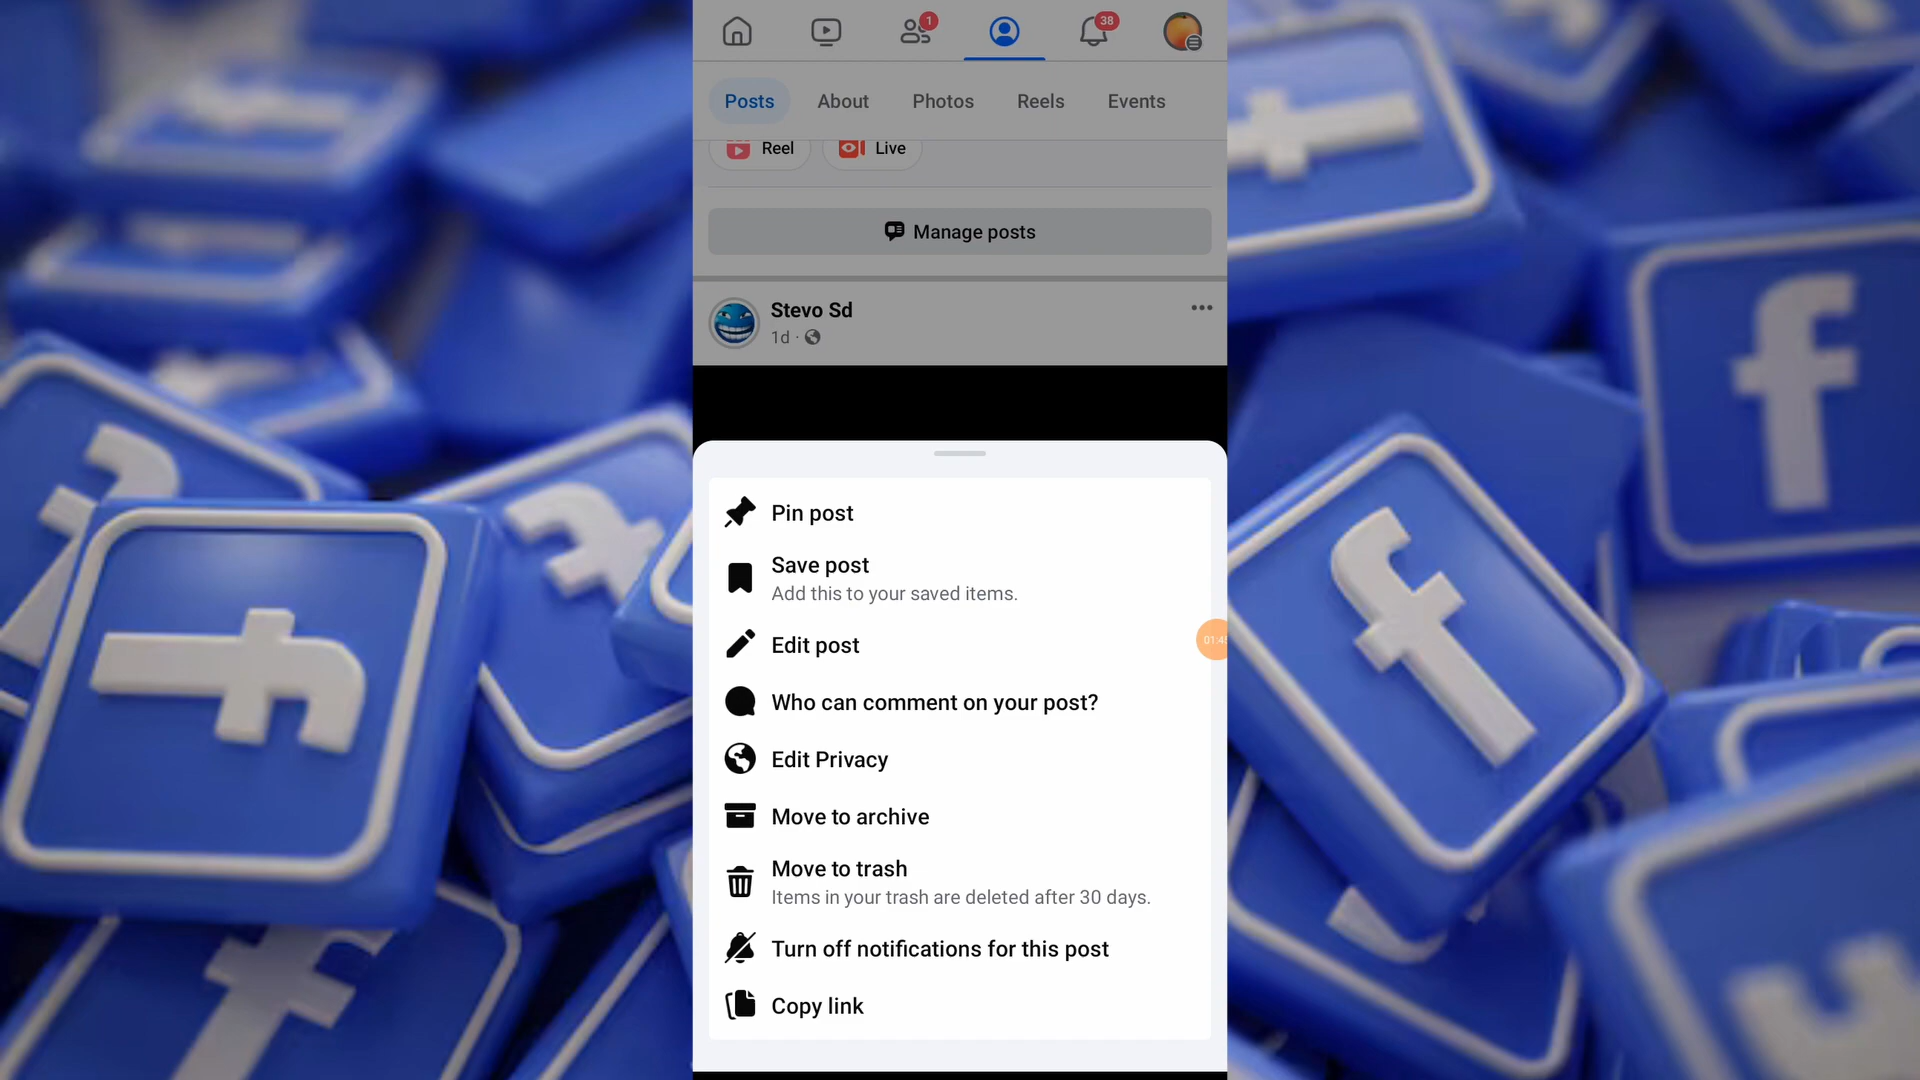 1
38
Posts
About
Photos
Reels
Events
Reel
Live
Manage posts
Stevo Sd
1d ·
Pin post
Save post
Add this to your saved items.
Edit post
Who can comment on your post?
Edit Privacy
Move to archive
Move to trash
Items in your trash are deleted after 30 days.
Turn off notifications for this post
Copy link